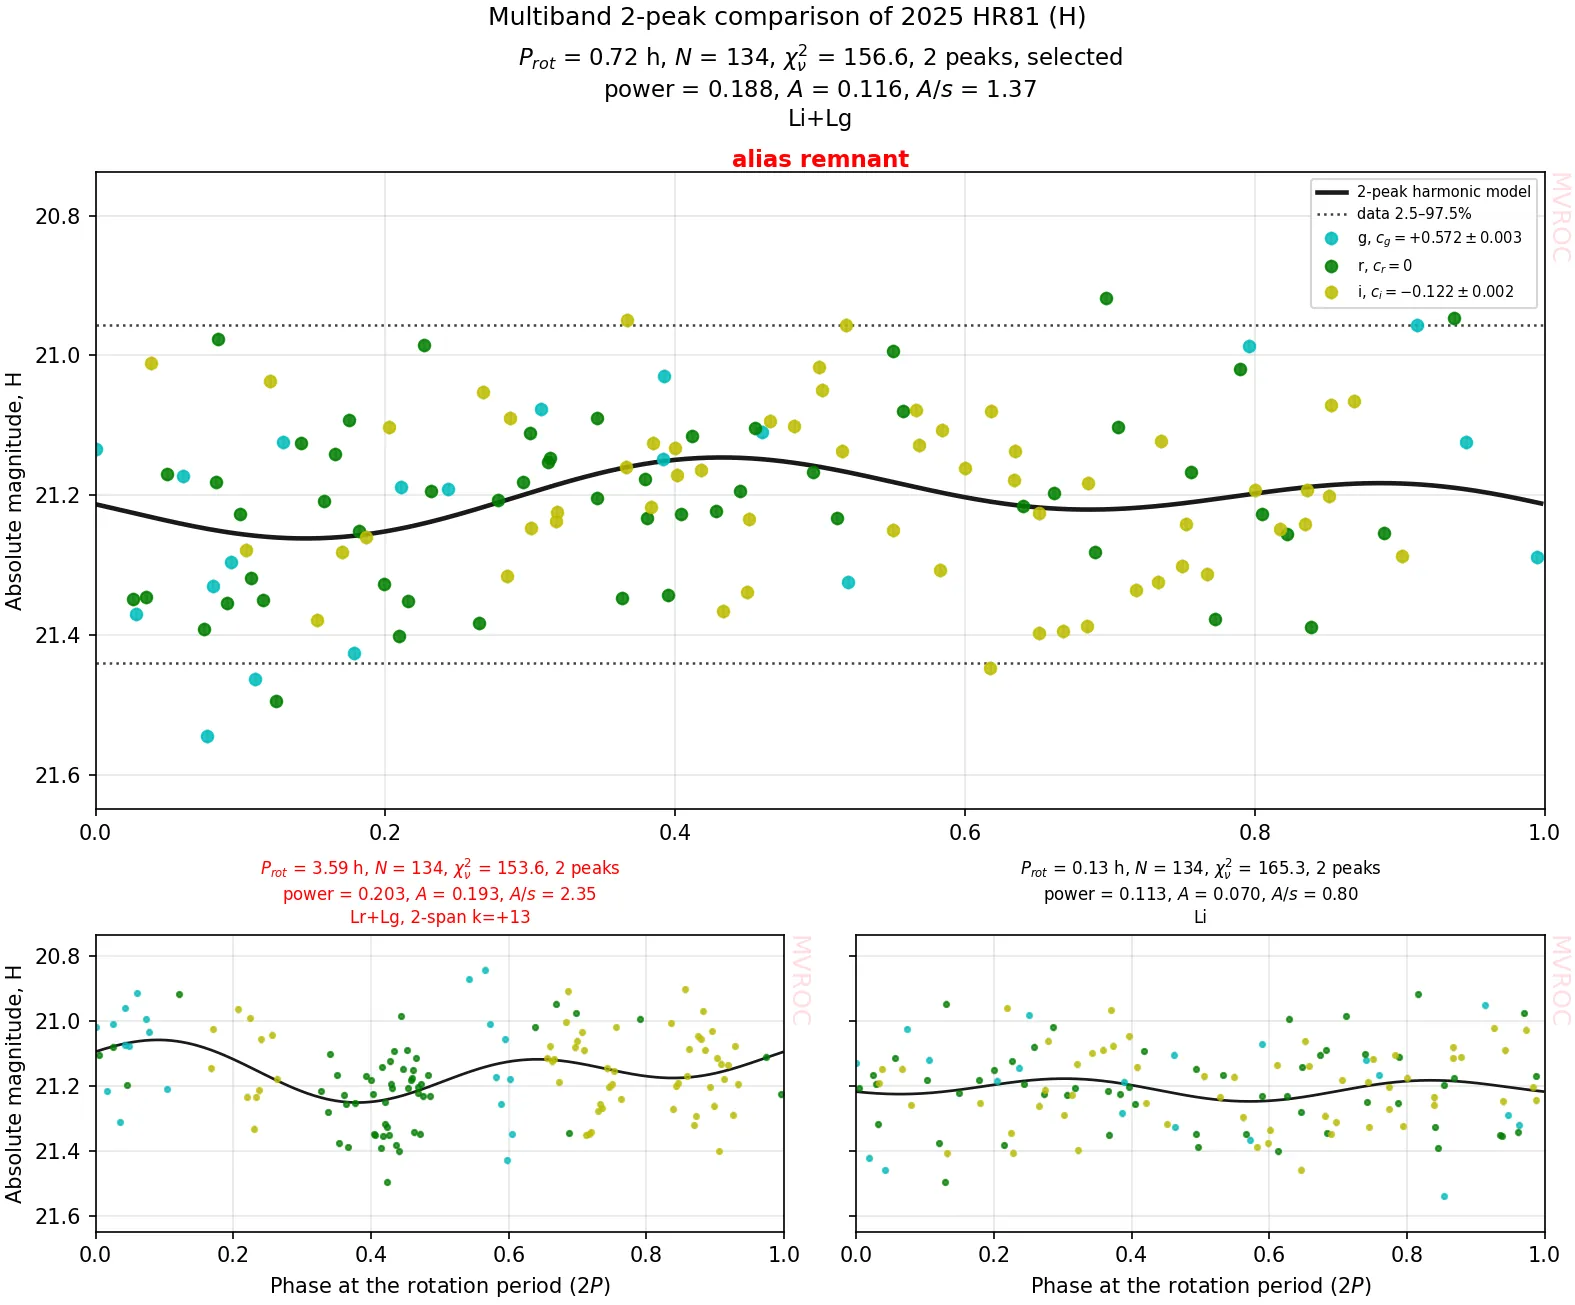 Multiband 2-peak comparison of 2025 HR81 (H)
P_rot = 0.72 h, N = 134, χ²_ν = 156.6, 2 peaks, selected
power = 0.188, A = 0.116, A/s = 1.37
Li+Lg
alias remnant
2-peak harmonic model
data 2.5–97.5%
g, c_g = +0.572 ± 0.003
r, c_r = 0
i, c_i = −0.122 ± 0.002
MVROC
Absolute magnitude, H
20.8
21.0
21.2
21.4
21.6
0.0 0.2 0.4 0.6 0.8 1.0
P_rot = 3.59 h, N = 134, χ²_ν = 153.6, 2 peaks
power = 0.203, A = 0.193, A/s = 2.35
Lr+Lg, 2-span k=+13
MVROC
Absolute magnitude, H
20.8
21.0
21.2
21.4
21.6
0.0 0.2 0.4 0.6 0.8 1.0
Phase at the rotation period (2P)
P_rot = 0.13 h, N = 134, χ²_ν = 165.3, 2 peaks
power = 0.113, A = 0.070, A/s = 0.80
Li
MVROC
0.0 0.2 0.4 0.6 0.8 1.0
Phase at the rotation period (2P)